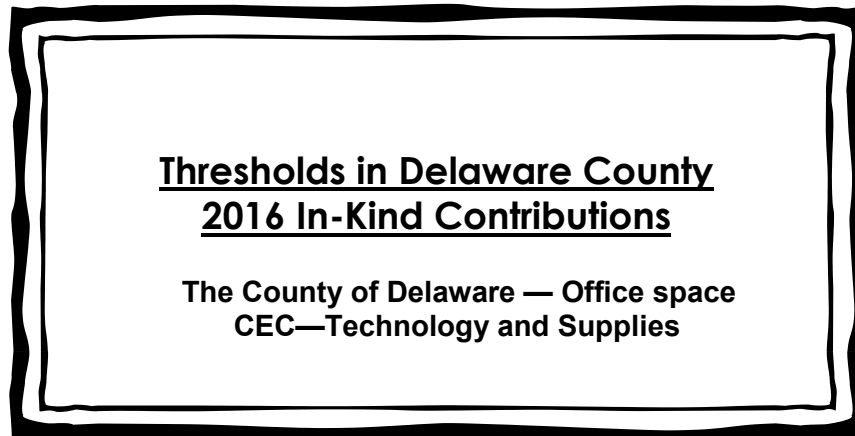 Thresholds in Delaware County
2016 In-Kind Contributions
The County of Delaware — Office space
CEC—Technology and Supplies